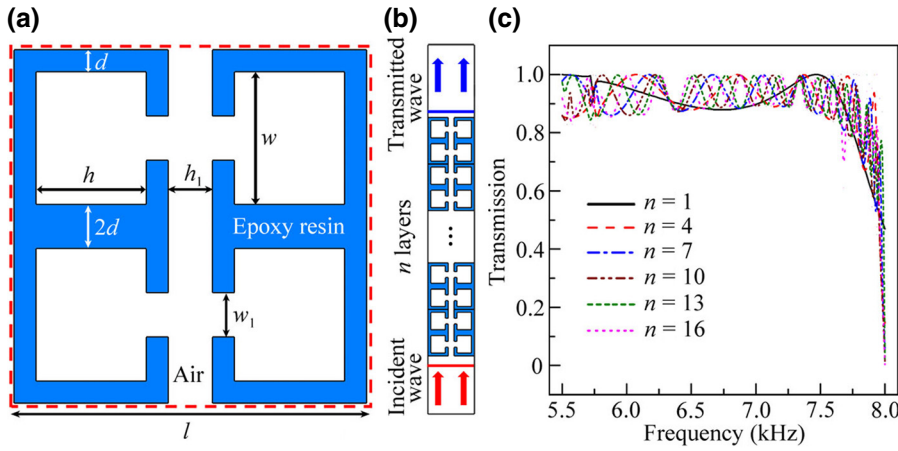 (a)
d
w
h
h₁
2d
Epoxy resin
w₁
Air
l
(b)
Transmitted
wave
n layers
...
Incident
wave
(c)
Transmission
1.0
0.8
0.6
0.4
0.2
0
n = 1
n = 4
n = 7
n = 10
n = 13
n = 16
5.5 6.0 6.5 7.0 7.5 8.0
Frequency (kHz)